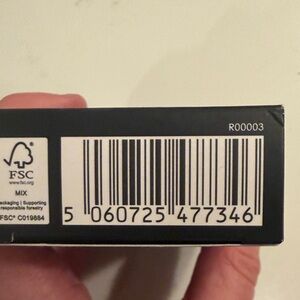 R00003
FSC
www.fsc.org
MIX
Packaging | Supporting
responsible forestry
FSC® C019884
5 060725 477346